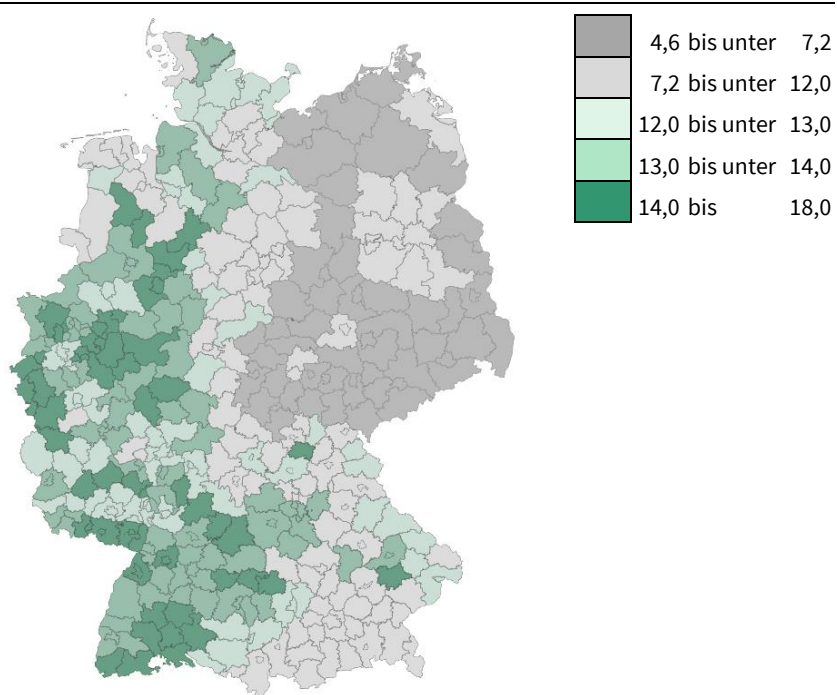 4,6 bis unter 7,2
7,2 bis unter 12,0
12,0 bis unter 13,0
13,0 bis unter 14,0
14,0 bis 18,0